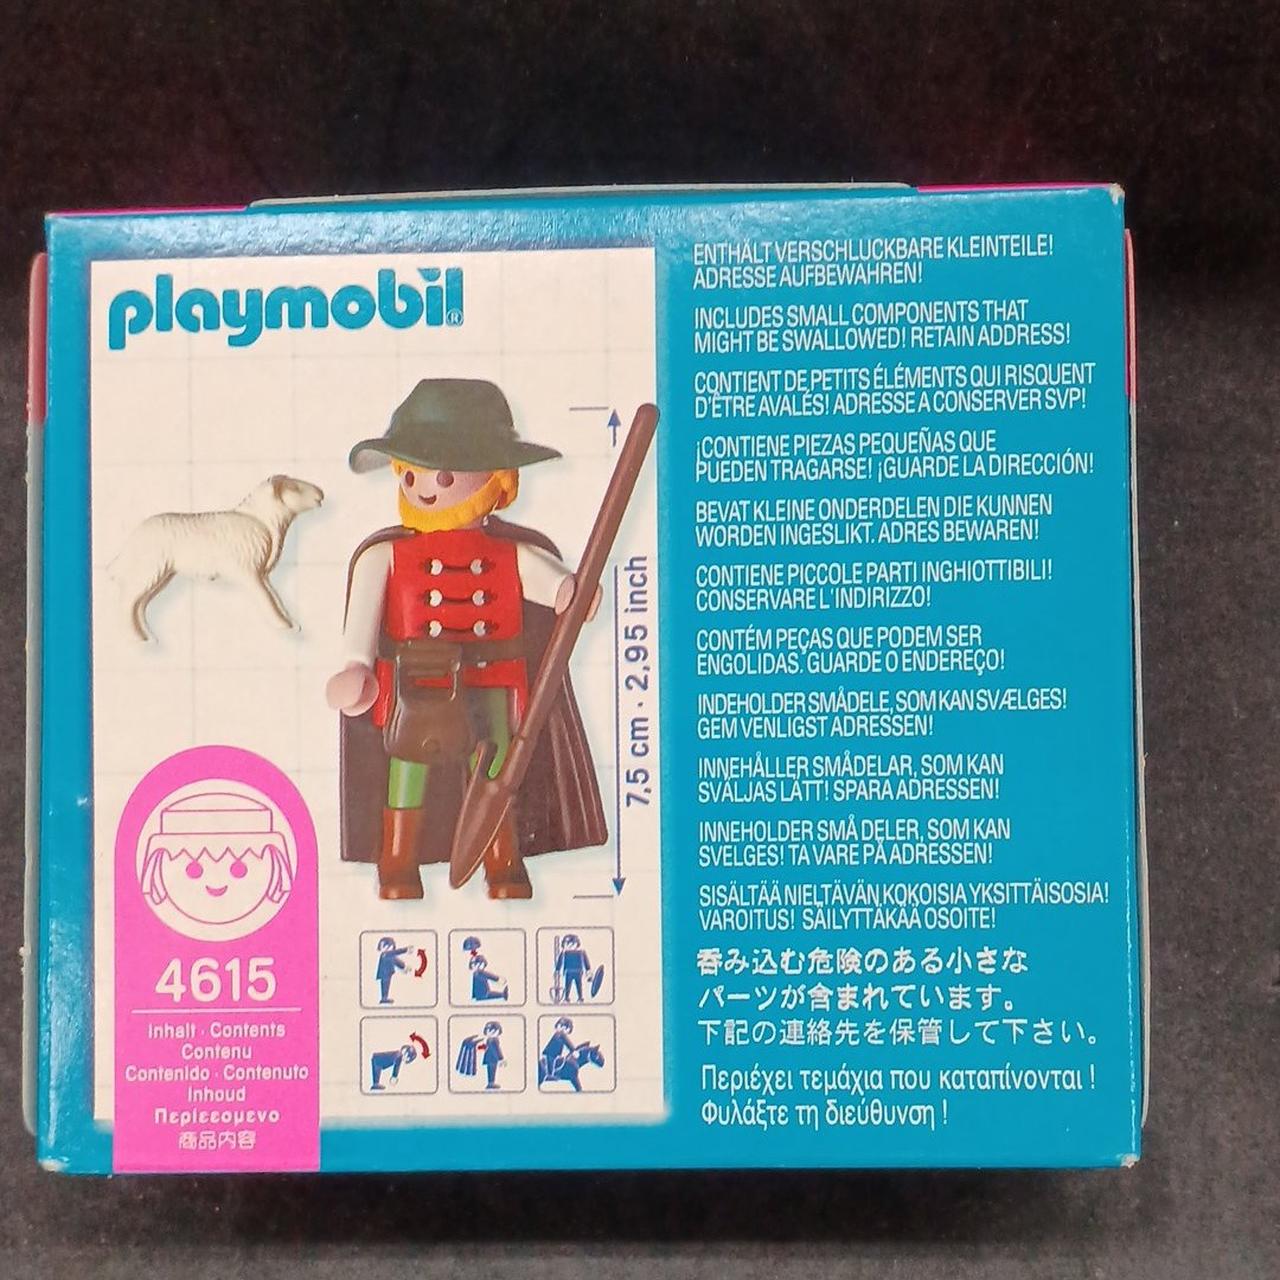 playmobil®
7,5 cm · 2,95 inch
4615
Inhalt · Contents
Contenu
Contenido · Contenuto
Inhoud
Περιεεομενο
商品内容
ENTHÄLT VERSCHLUCKBARE KLEINTEILE!
ADRESSE AUFBEWAHREN!
INCLUDES SMALL COMPONENTS THAT
MIGHT BE SWALLOWED! RETAIN ADDRESS!
CONTIENT DE PETITS ÉLÉMENTS QUI RISQUENT
D'ÊTRE AVALÉS! ADRESSE A CONSERVER SVP!
¡CONTIENE PIEZAS PEQUEÑAS QUE
PUEDEN TRAGARSE! ¡GUARDE LA DIRECCIÓN!
BEVAT KLEINE ONDERDELEN DIE KUNNEN
WORDEN INGESLIKT. ADRES BEWAREN!
CONTIENE PICCOLE PARTI INGHIOTTIBILI!
CONSERVARE L'INDIRIZZO!
CONTÉM PEÇAS QUE PODEM SER
ENGOLIDAS. GUARDE O ENDEREÇO!
INDEHOLDER SMÅDELE, SOM KAN SVÆLGES!
GEM VENLIGST ADRESSEN!
INNEHÅLLER SMÅDELAR, SOM KAN
SVÄLJAS LÄTT! SPARA ADRESSEN!
INNEHOLDER SMÅ DELER, SOM KAN
SVELGES! TA VARE PÅ ADRESSEN!
SISÄLTÄÄ NIELTÄVÄN KOKOISIA YKSITTÄISOSIA!
VAROITUS! SÄILYTTÄKÄÄ OSOITE!
呑み込む危険のある小さな
パーツが含まれています。
下記の連絡先を保管して下さい。
Περιέχει τεμάχια που καταπίνονται !
Φυλάξτε τη διεύθυνση !